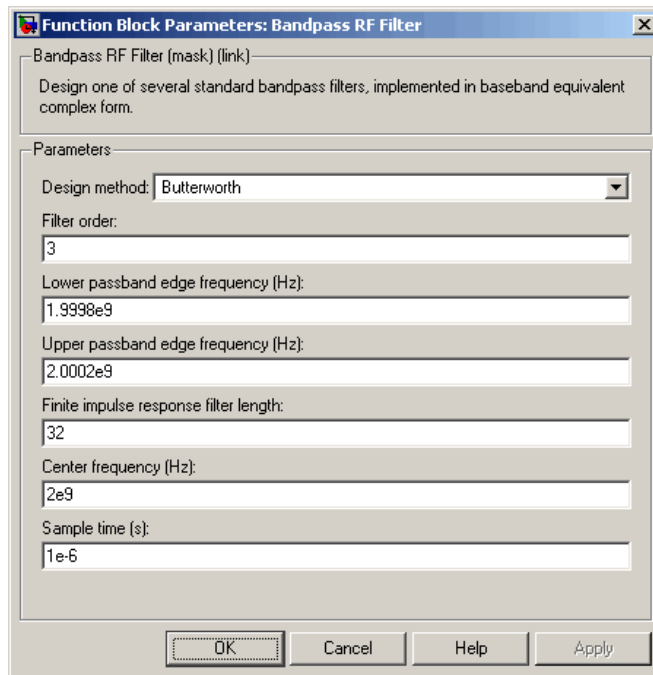 Function Block Parameters: Bandpass RF Filter
Bandpass RF Filter (mask) (link)
Design one of several standard bandpass filters, implemented in baseband equivalent
complex form.
Parameters
Design method: Butterworth
Filter order:
3
Lower passband edge frequency (Hz):
1.9998e9
Upper passband edge frequency (Hz):
2.0002e9
Finite impulse response filter length:
32
Center frequency (Hz):
2e9
Sample time (s):
1e-6
OK Cancel Help Apply